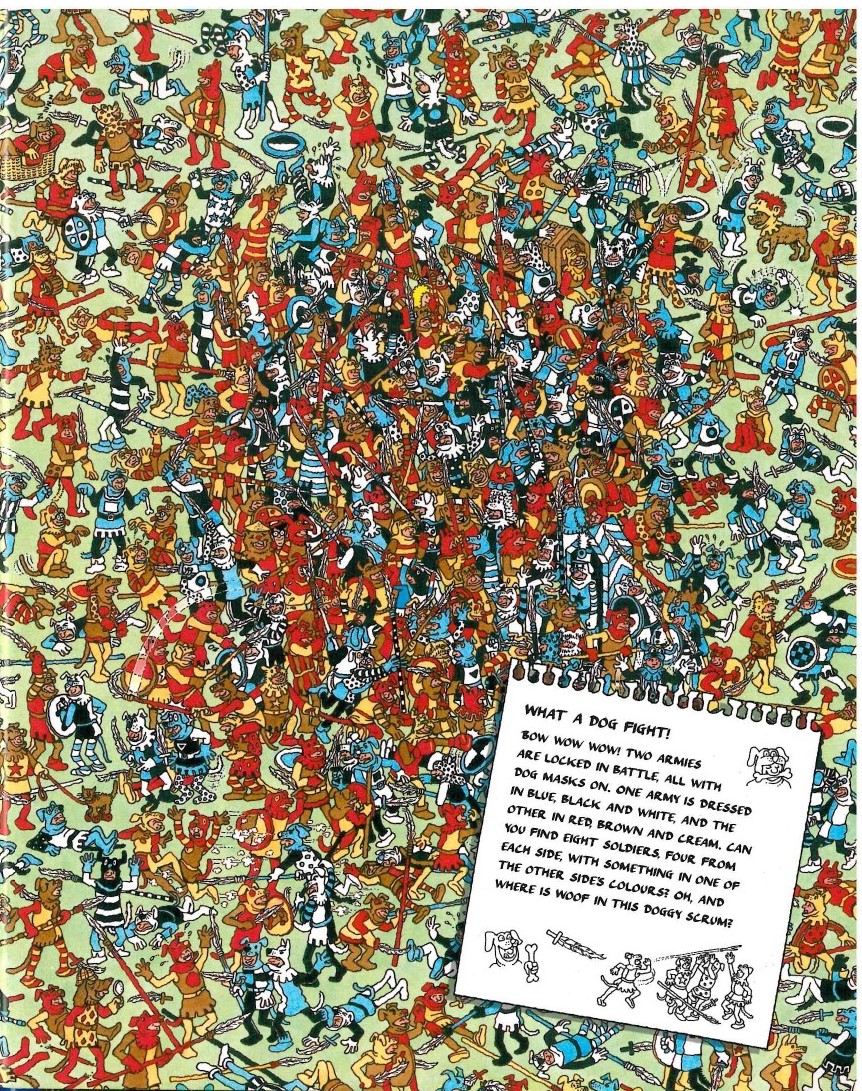 WHAT A DOG FIGHT!
BOW WOW WOW! TWO ARMIES
ARE LOCKED IN BATTLE, ALL WITH
DOG MASKS ON. ONE ARMY IS DRESSED
IN BLUE, BLACK AND WHITE, AND THE
OTHER IN RED, BROWN AND CREAM. CAN
YOU FIND EIGHT SOLDIERS, FOUR FROM
EACH SIDE, WITH SOMETHING IN ONE OF
THE OTHER SIDE'S COLOURS? OH, AND
WHERE IS WOOF IN THIS DOGGY SCRUM?